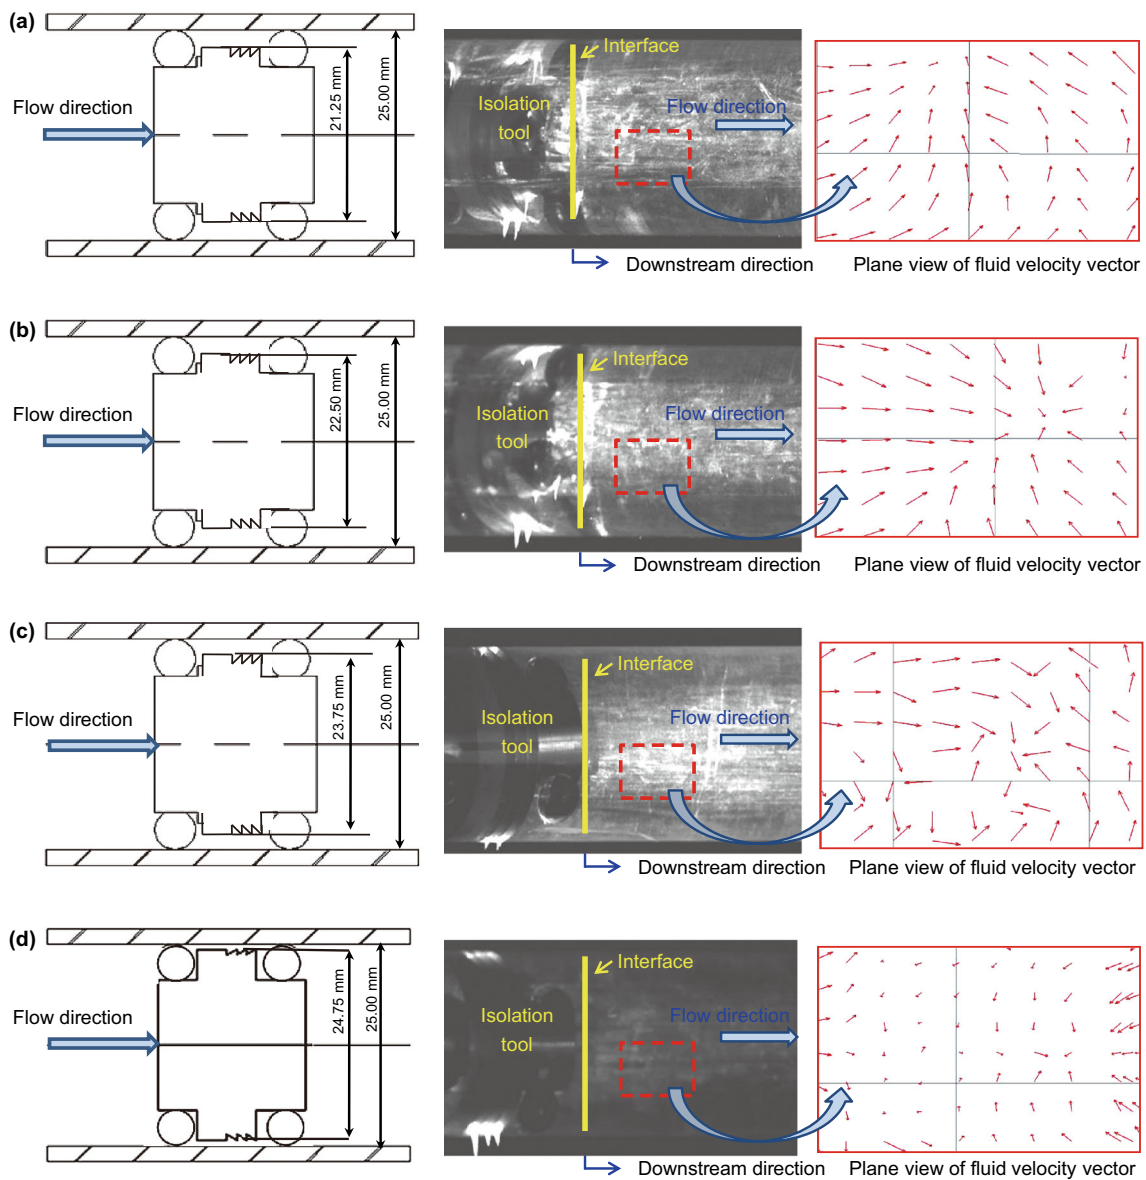 (a)
Flow direction
21.25 mm
25.00 mm
Interface
Isolation
tool
Flow direction
Downstream direction
Plane view of fluid velocity vector
(b)
Flow direction
22.50 mm
25.00 mm
Interface
Isolation
tool
Flow direction
Downstream direction
Plane view of fluid velocity vector
(c)
Flow direction
23.75 mm
25.00 mm
Interface
Isolation
tool
Flow direction
Downstream direction
Plane view of fluid velocity vector
(d)
Flow direction
24.75 mm
25.00 mm
Interface
Isolation
tool
Flow direction
Downstream direction
Plane view of fluid velocity vector